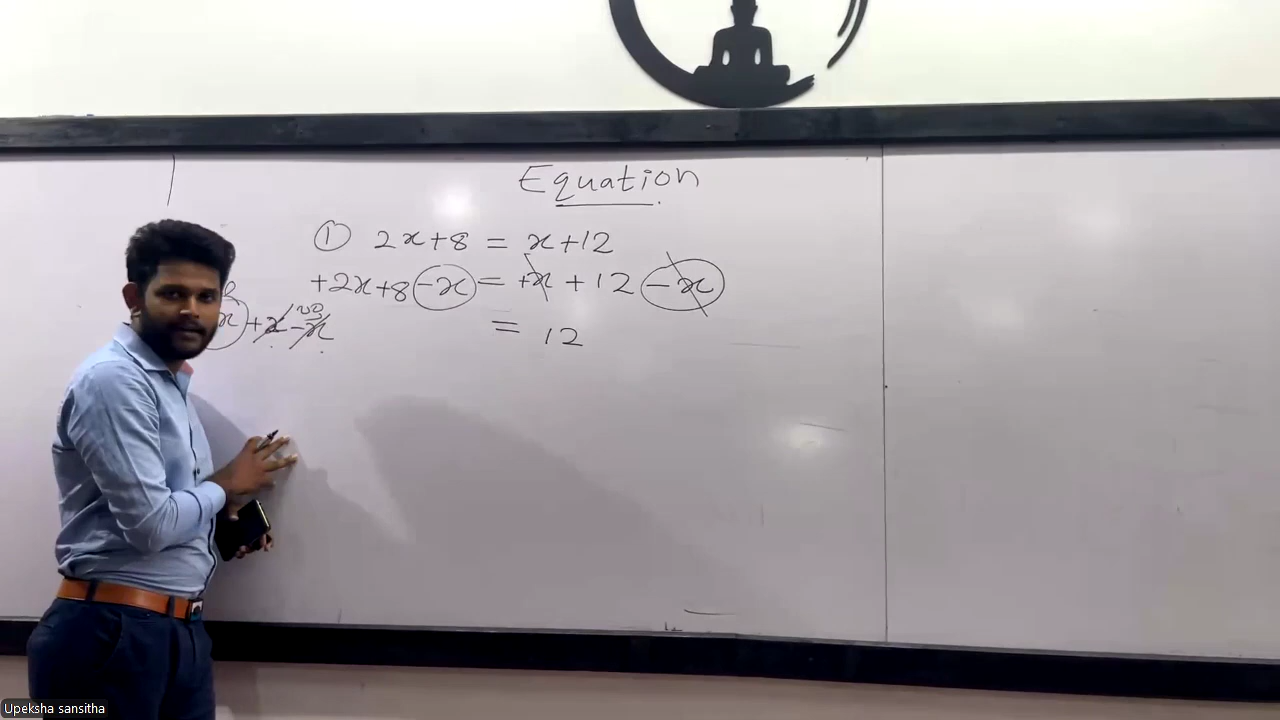 Equation
① 2x+8 = x+12
+2x+8 -x = +x +12 -x
x +x -x
= 12
Upeksha sansitha